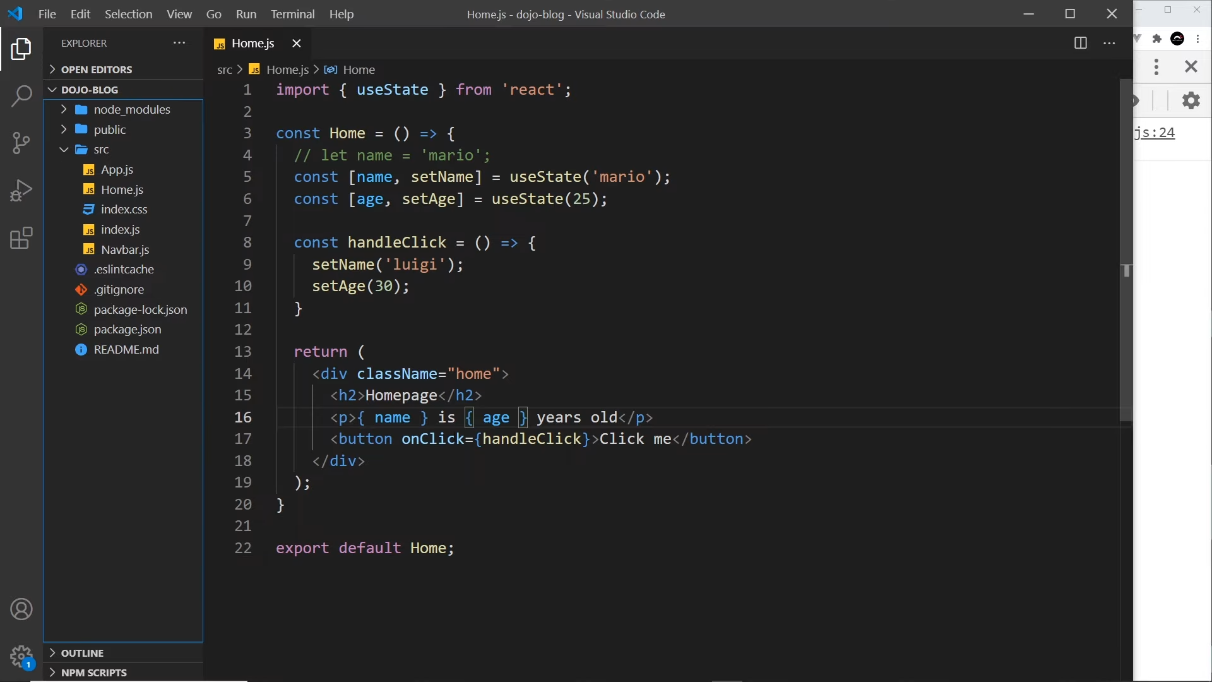 File Edit Selection View Go Run Terminal Help
Home.js - dojo-blog - Visual Studio Code
EXPLORER
OPEN EDITORS
DOJO-BLOG
node_modules
public
src
App.js
Home.js
index.css
index.js
Navbar.js
.eslintcache
.gitignore
package-lock.json
package.json
README.md
OUTLINE
NPM SCRIPTS
1
JS Home.js
src > JS Home.js > Home
1 import { useState } from 'react';
2
3 const Home = () => {
4 // let name = 'mario';
5 const [name, setName] = useState('mario');
6 const [age, setAge] = useState(25);
7
8 const handleClick = () => {
9 setName('luigi');
10 setAge(30);
11 }
12
13 return (
14 <div className="home">
15 <h2>Homepage</h2>
16 <p>{ name } is { age } years old</p>
17 <button onClick={handleClick}>Click me</button>
18 </div>
19 );
20 }
21
22 export default Home;
js:24